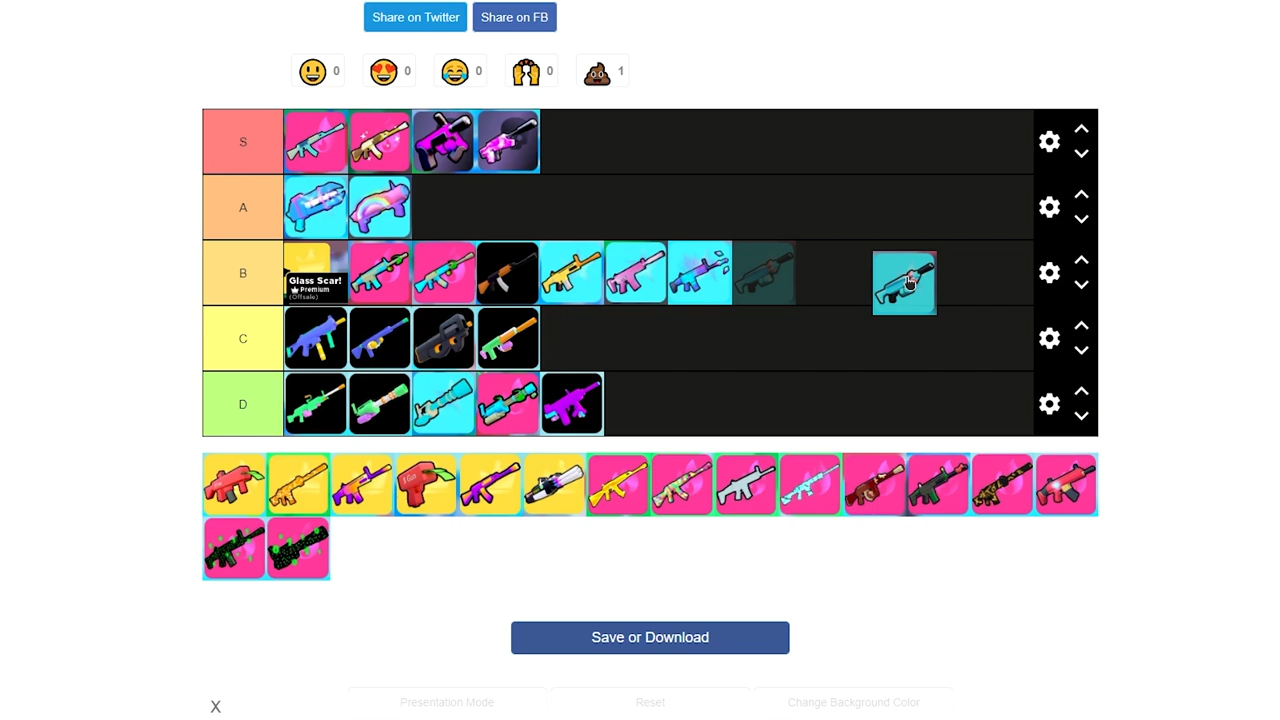 Share on Twitter Share on FB
0 0 0 0 1
S
A
B
Glass Scar!
Premium
(Offsale)
C
D
Save or Download
X Presentation Mode Reset Change Background Color